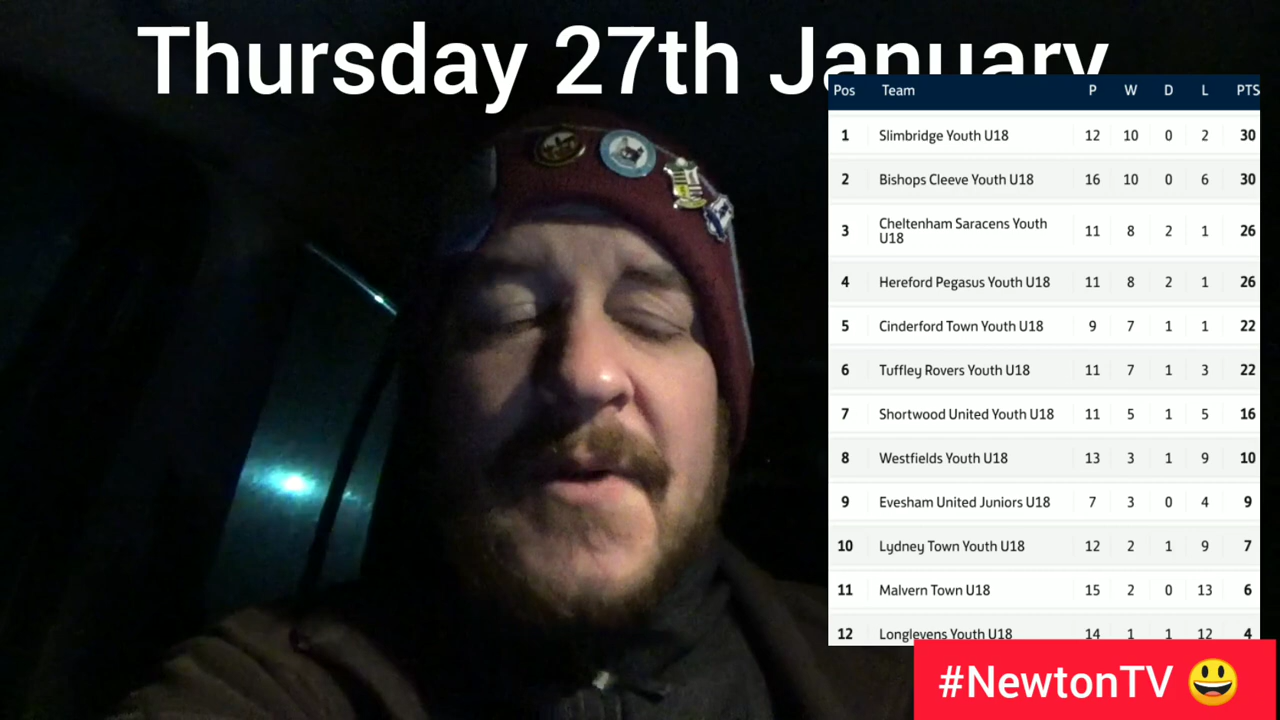 Thursday 27th January
Pos Team P W D L PTS
1 Slimbridge Youth U18 12 10 0 2 30
2 Bishops Cleeve Youth U18 16 10 0 6 30
3 Cheltenham Saracens Youth U18 11 8 2 1 26
4 Hereford Pegasus Youth U18 11 8 2 1 26
5 Cinderford Town Youth U18 9 7 1 1 22
6 Tuffley Rovers Youth U18 11 7 1 3 22
7 Shortwood United Youth U18 11 5 1 5 16
8 Westfields Youth U18 13 3 1 9 10
9 Evesham United Juniors U18 7 3 0 4 9
10 Lydney Town Youth U18 12 2 1 9 7
11 Malvern Town U18 15 2 0 13 6
12 Longlevens Youth U18 14 1 1 12 4
#NewtonTV 😃